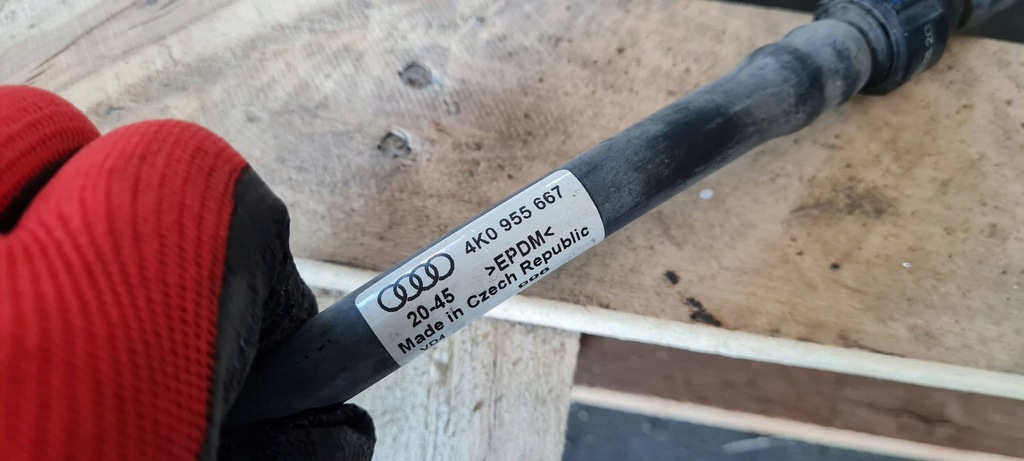 4K0 955 667
>EPDM<
20-45
Made in Czech Republic